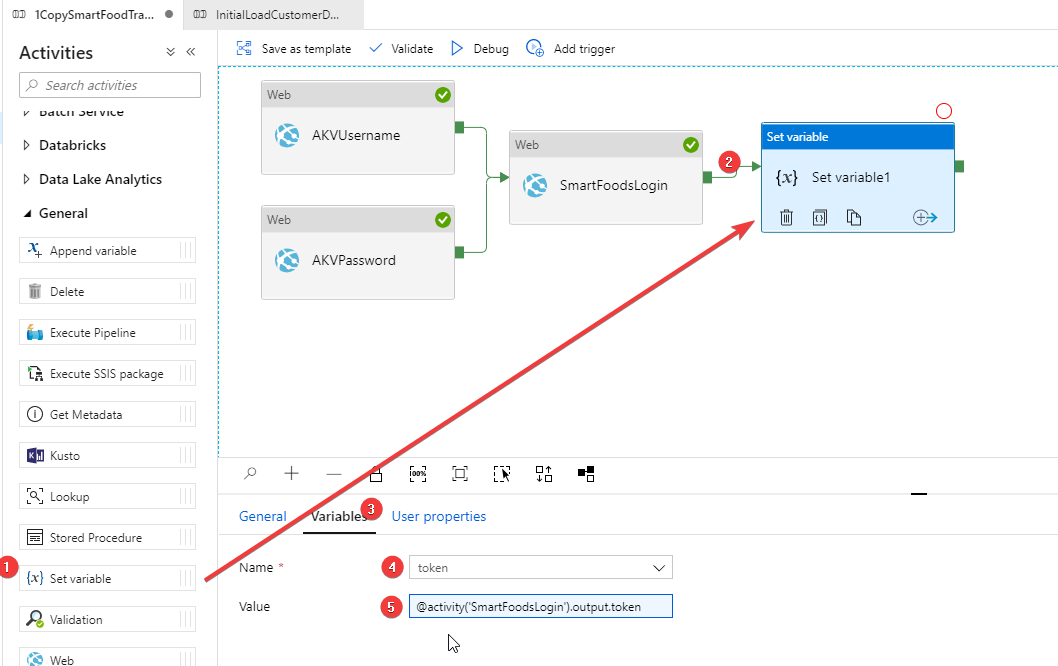 1CopySmartFoodTra...
InitialLoadCustomerD...
Activities
Search activities
Batch Service
Databricks
Data Lake Analytics
General
Append variable
Delete
Execute Pipeline
Execute SSIS package
Get Metadata
Kusto
Lookup
Stored Procedure
1
{x} Set variable
Validation
Web
Save as template
Validate
Debug
Add trigger
Web
AKVUsername
Web
AKVPassword
Web
SmartFoodsLogin
2
Set variable
{x} Set variable1
100%
General
Variables
3
User properties
Name *
4
token
Value
5
@activity('SmartFoodsLogin').output.token